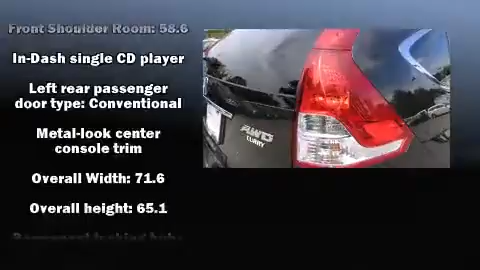 Front Shoulder Room: 58.6
In-Dash single CD player
Left rear passenger
door type: Conventional
Metal-look center
console trim
Overall Width: 71.6
Overall height: 65.1
AWD
CURRY